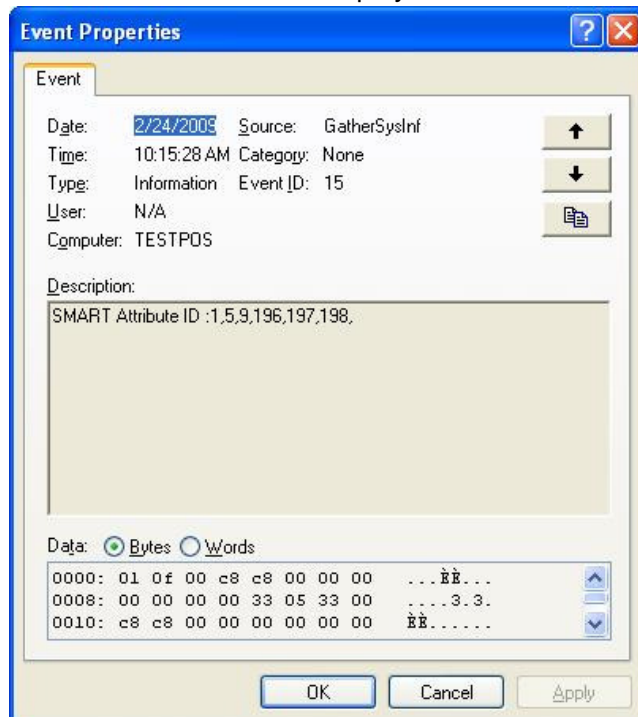 Event Properties
Event
Date: 2/24/2009 Source: GatherSysInf
Time: 10:15:28 AM Category: None
Type: Information Event ID: 15
User: N/A
Computer: TESTPOS
Description:
SMART Attribute ID :1,5,9,196,197,198,
Data: Bytes Words
0000: 01 0f 00 c8 c8 00 00 00 ...ÈÈ...
0008: 00 00 00 00 33 05 33 00 ....3.3.
0010: c8 c8 00 00 00 00 00 00 ÈÈ......
OK Cancel Apply